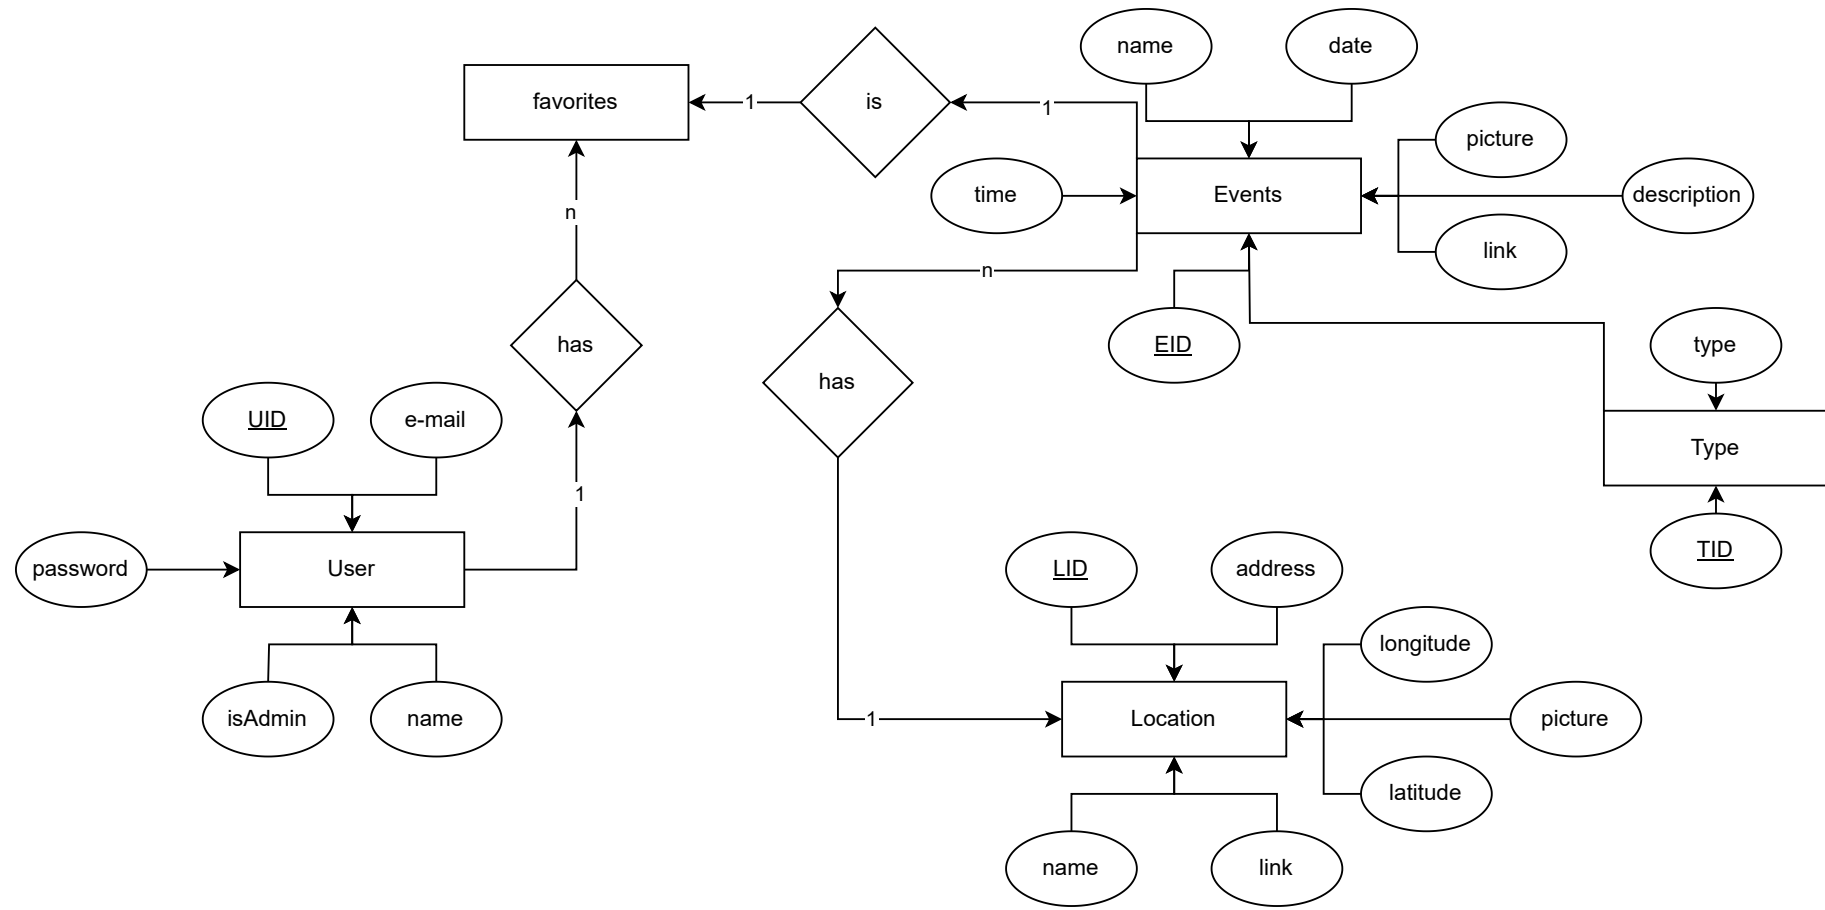 name
date
favorites
1
is
1
picture
time
Events
description
n
link
n
EID
type
has
has
UID
e-mail
Type
1
TID
password
User
LID
address
longitude
isAdmin
name
1
Location
picture
latitude
name
link